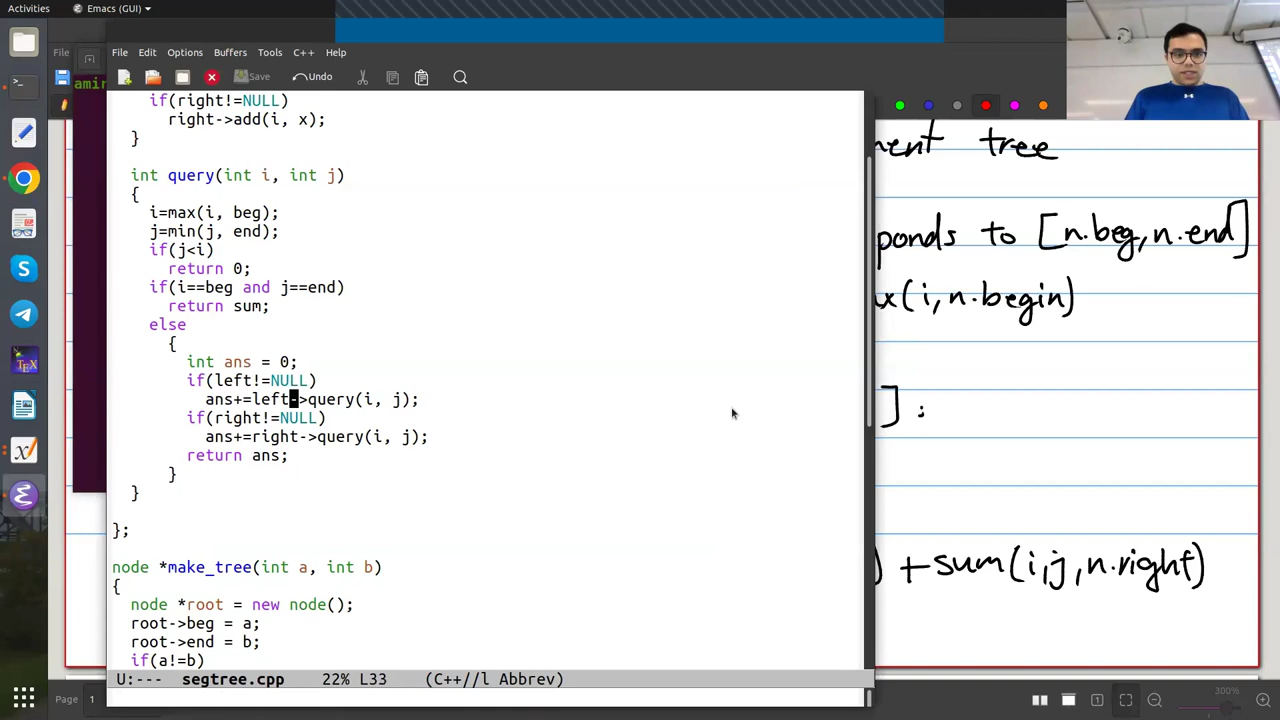 Activities
Emacs (GUI)
File
amir
File Edit Options Buffers Tools C++ Help
Save Undo
if(right!=NULL)
right->add(i, x);
}
int query(int i, int j)
{
i=max(i, beg);
j=min(j, end);
if(j<i)
return 0;
if(i==beg and j==end)
return sum;
else
{
int ans = 0;
if(left!=NULL)
ans+=left->query(i, j);
if(right!=NULL)
ans+=right->query(i, j);
return ans;
}
}
};
node *make_tree(int a, int b)
{
node *root = new node();
root->beg = a;
root->end = b;
if(a!=b)
U:--- segtree.cpp 22% L33 (C++//l Abbrev)
ment tree
ponds to [n.beg,n.end]
x(i,n.begin)
] :
) +sum(i,j,n.right)
Page 1
300%